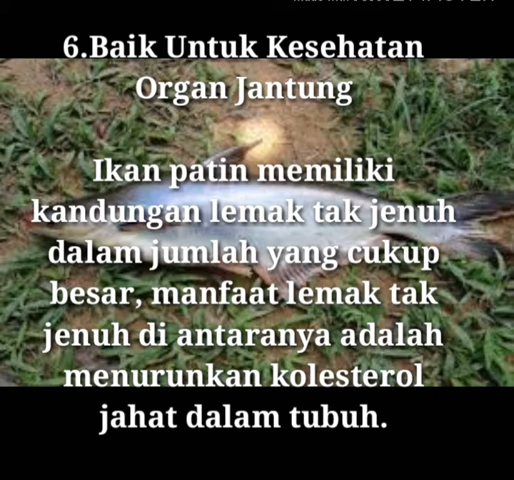 6.Baik Untuk Kesehatan
Organ Jantung
Ikan patin memiliki
kandungan lemak tak jenuh
dalam jumlah yang cukup
besar, manfaat lemak tak
jenuh di antaranya adalah
menurunkan kolesterol
jahat dalam tubuh.